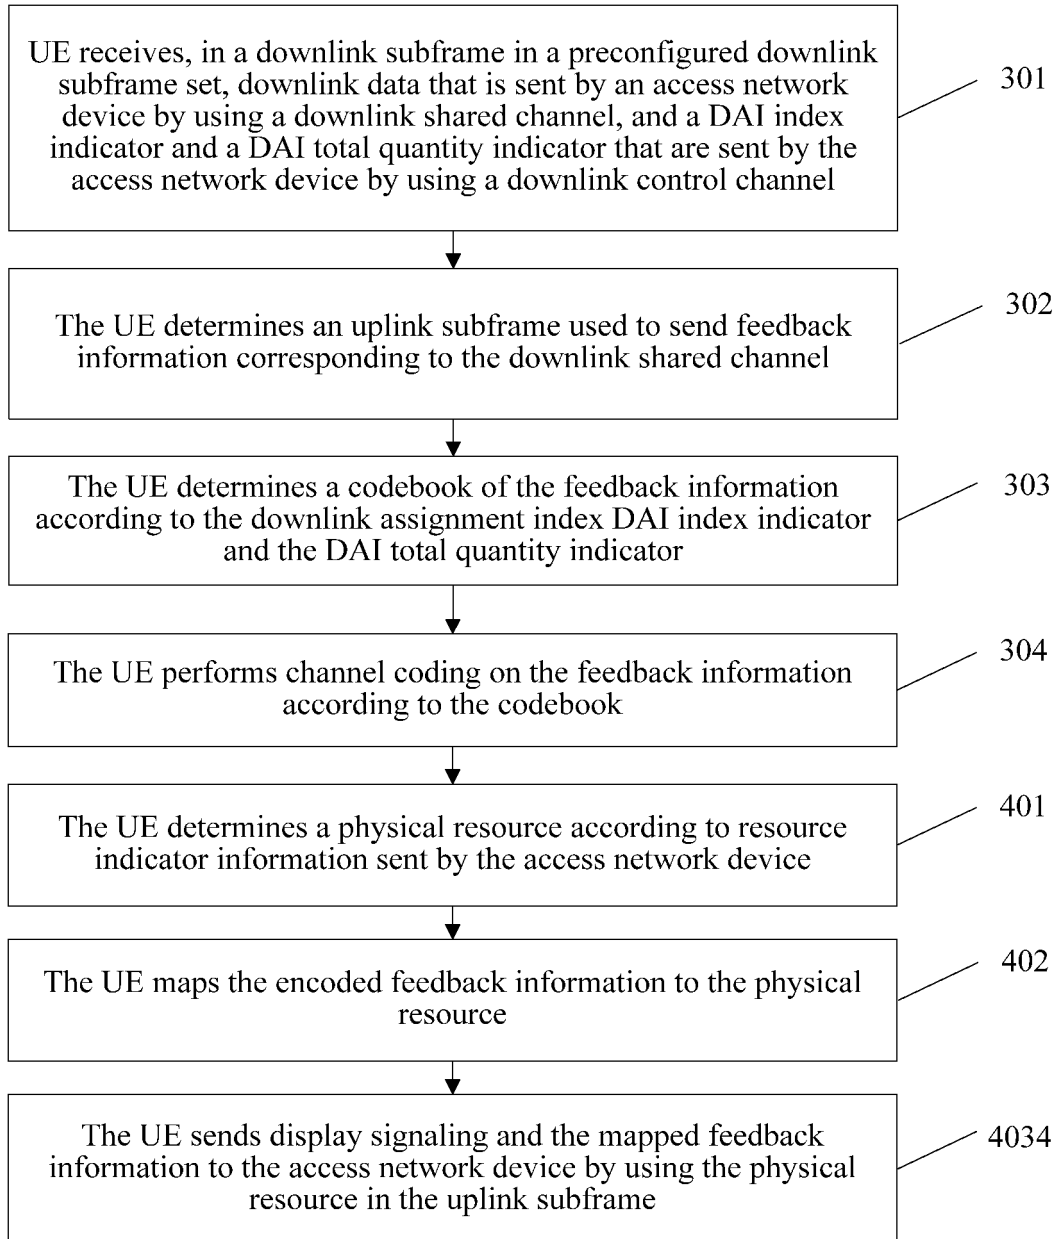 UE receives, in a downlink subframe in a preconfigured downlink
subframe set, downlink data that is sent by an access network
device by using a downlink shared channel, and a DAI index
indicator and a DAI total quantity indicator that are sent by the
access network device by using a downlink control channel
301
The UE determines an uplink subframe used to send feedback
information corresponding to the downlink shared channel
302
The UE determines a codebook of the feedback information
according to the downlink assignment index DAI index indicator
and the DAI total quantity indicator
303
The UE performs channel coding on the feedback information
according to the codebook
304
The UE determines a physical resource according to resource
indicator information sent by the access network device
401
The UE maps the encoded feedback information to the physical
resource
402
The UE sends display signaling and the mapped feedback
information to the access network device by using the physical
resource in the uplink subframe
4034